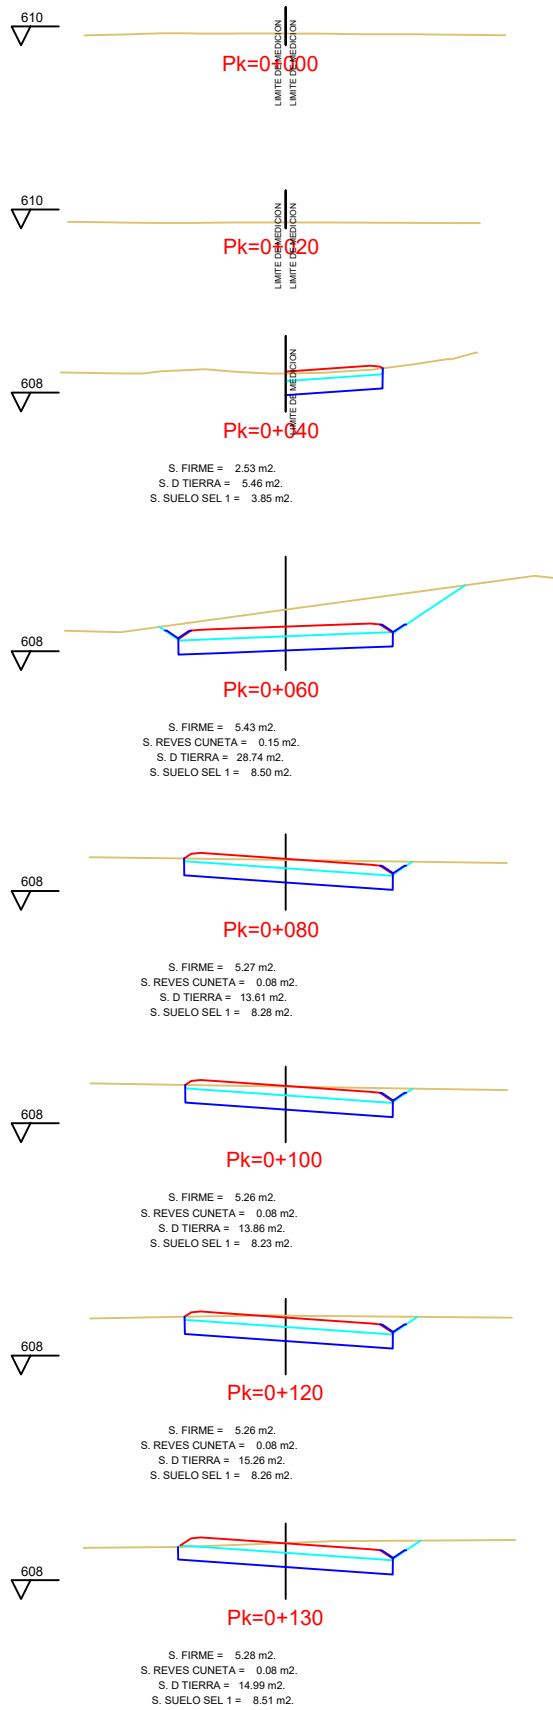 610
LIMITE DE MEDICION
LIMITE DE MEDICION
Pk=0+000
610
LIMITE DE MEDICION
LIMITE DE MEDICION
Pk=0+020
608
LIMITE DE MEDICION
Pk=0+040
S. FIRME = 2.53 m2.
S. D TIERRA = 5.46 m2.
S. SUELO SEL 1 = 3.85 m2.
608
Pk=0+060
S. FIRME = 5.43 m2.
S. REVES CUNETA = 0.15 m2.
S. D TIERRA = 28.74 m2.
S. SUELO SEL 1 = 8.50 m2.
608
Pk=0+080
S. FIRME = 5.27 m2.
S. REVES CUNETA = 0.08 m2.
S. D TIERRA = 13.61 m2.
S. SUELO SEL 1 = 8.28 m2.
608
Pk=0+100
S. FIRME = 5.26 m2.
S. REVES CUNETA = 0.08 m2.
S. D TIERRA = 13.86 m2.
S. SUELO SEL 1 = 8.23 m2.
608
Pk=0+120
S. FIRME = 5.26 m2.
S. REVES CUNETA = 0.08 m2.
S. D TIERRA = 15.26 m2.
S. SUELO SEL 1 = 8.26 m2.
608
Pk=0+130
S. FIRME = 5.28 m2.
S. REVES CUNETA = 0.08 m2.
S. D TIERRA = 14.99 m2.
S. SUELO SEL 1 = 8.51 m2.